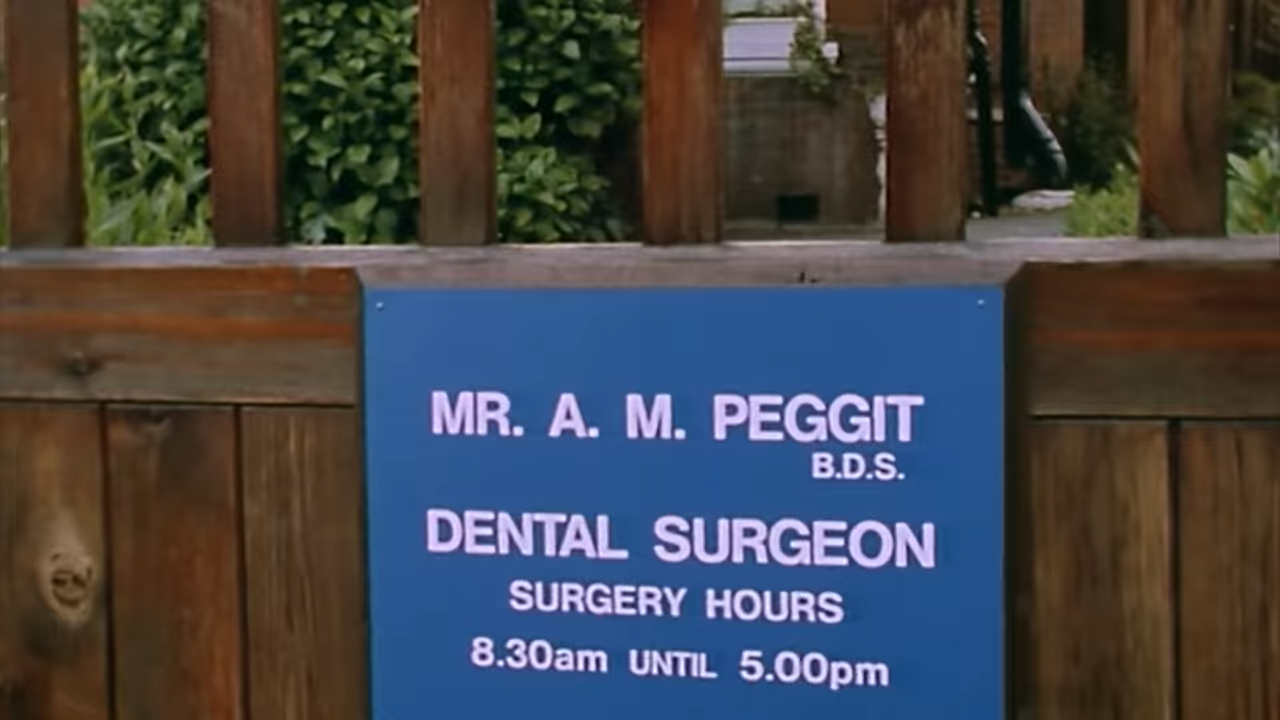 MR. A. M. PEGGIT
B.D.S.
DENTAL SURGEON
SURGERY HOURS
8.30am UNTIL 5.00pm